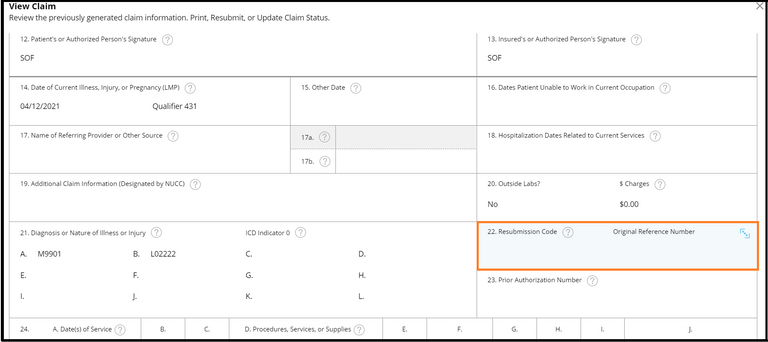 View Claim
Review the previously generated claim information. Print, Resubmit, or Update Claim Status.
12. Patient's or Authorized Person's Signature ?
13. Insured's or Authorized Person's Signature ?
SOF
SOF
14. Date of Current Illness, Injury, or Pregnancy (LMP) ?
15. Other Date ?
16. Dates Patient Unable to Work in Current Occupation ?
04/12/2021 Qualifier 431
17. Name of Referring Provider or Other Source ?
17a. ?
18. Hospitalization Dates Related to Current Services ?
17b. ?
19. Additional Claim Information (Designated by NUCC) ?
20. Outside Labs? $ Charges ?
No $0.00
21. Diagnosis or Nature of Illness or Injury ? ICD Indicator 0 ?
22. Resubmission Code ? Original Reference Number
A. M9901 B. L02222 C. D.
E. F. G. H.
23. Prior Authorization Number ?
I. J. K. L.
24. A. Date(s) of Service ? B. C. D. Procedures, Services, or Supplies ? E. F. G. H. I. J.